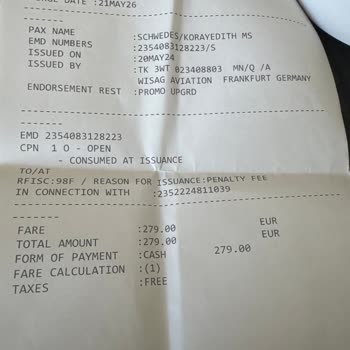 DATE :21MAY26
-------
PAX NAME :SCHWEDES/KORAYEDITH MS
EMD NUMBERS :2354083128223/S
ISSUED ON :20MAY24
ISSUED BY :TK 3WT 023408803 MN/Q /A
WISAG AVIATION FRANKFURT GERMANY
ENDORSEMENT REST :PROMO UPGRD
-------
EMD 2354083128223
CPN 1 O - OPEN
- CONSUMED AT ISSUANCE
TO/AT
RFISC:98F / REASON FOR ISSUANCE:PENALTY FEE
IN CONNECTION WITH :2352224811039
-------
FARE :279.00 EUR
TOTAL AMOUNT :279.00 EUR
FORM OF PAYMENT :CASH 279.00
FARE CALCULATION :(1)
TAXES :FREE